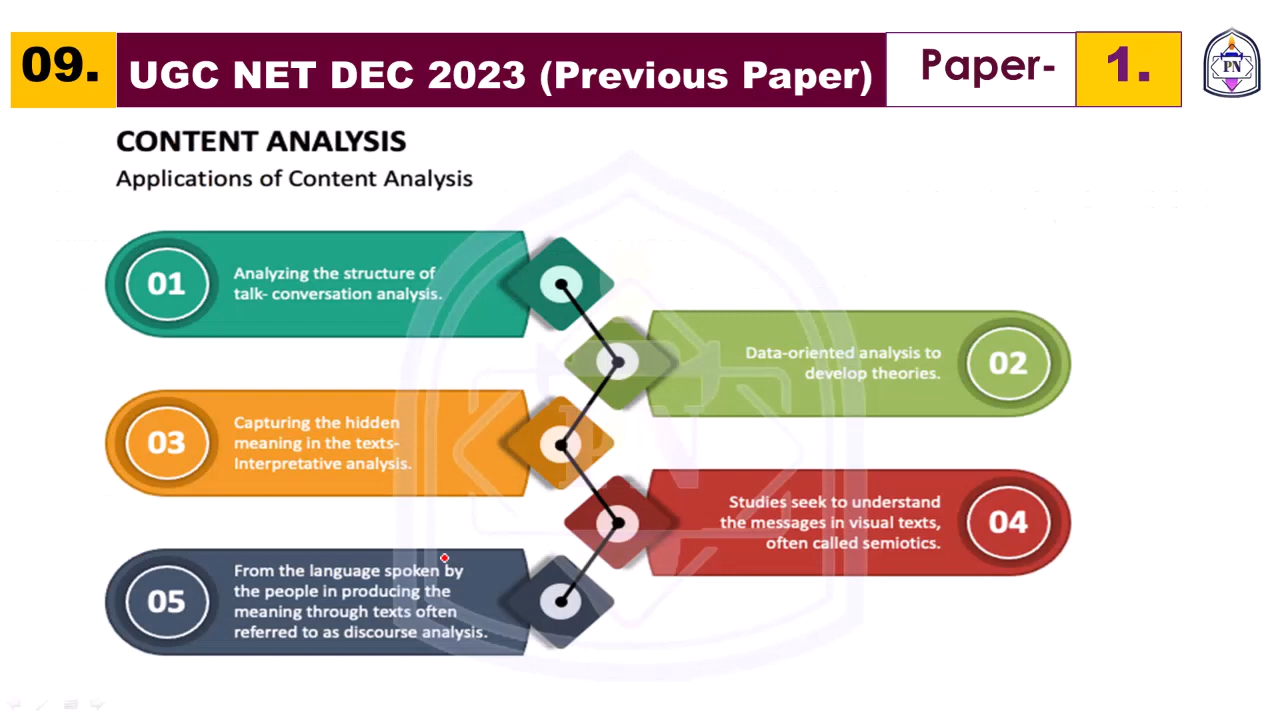 09.
UGC NET DEC 2023 (Previous Paper)
Paper-
1.
PN
CONTENT ANALYSIS
Applications of Content Analysis
01
Analyzing the structure of
talk- conversation analysis.
Data-oriented analysis to
develop theories.
02
03
Capturing the hidden
meaning in the texts-
Interpretative analysis.
Studies seek to understand
the messages in visual texts,
often called semiotics.
04
05
From the language spoken by
the people in producing the
meaning through texts often
referred to as discourse analysis.
PN